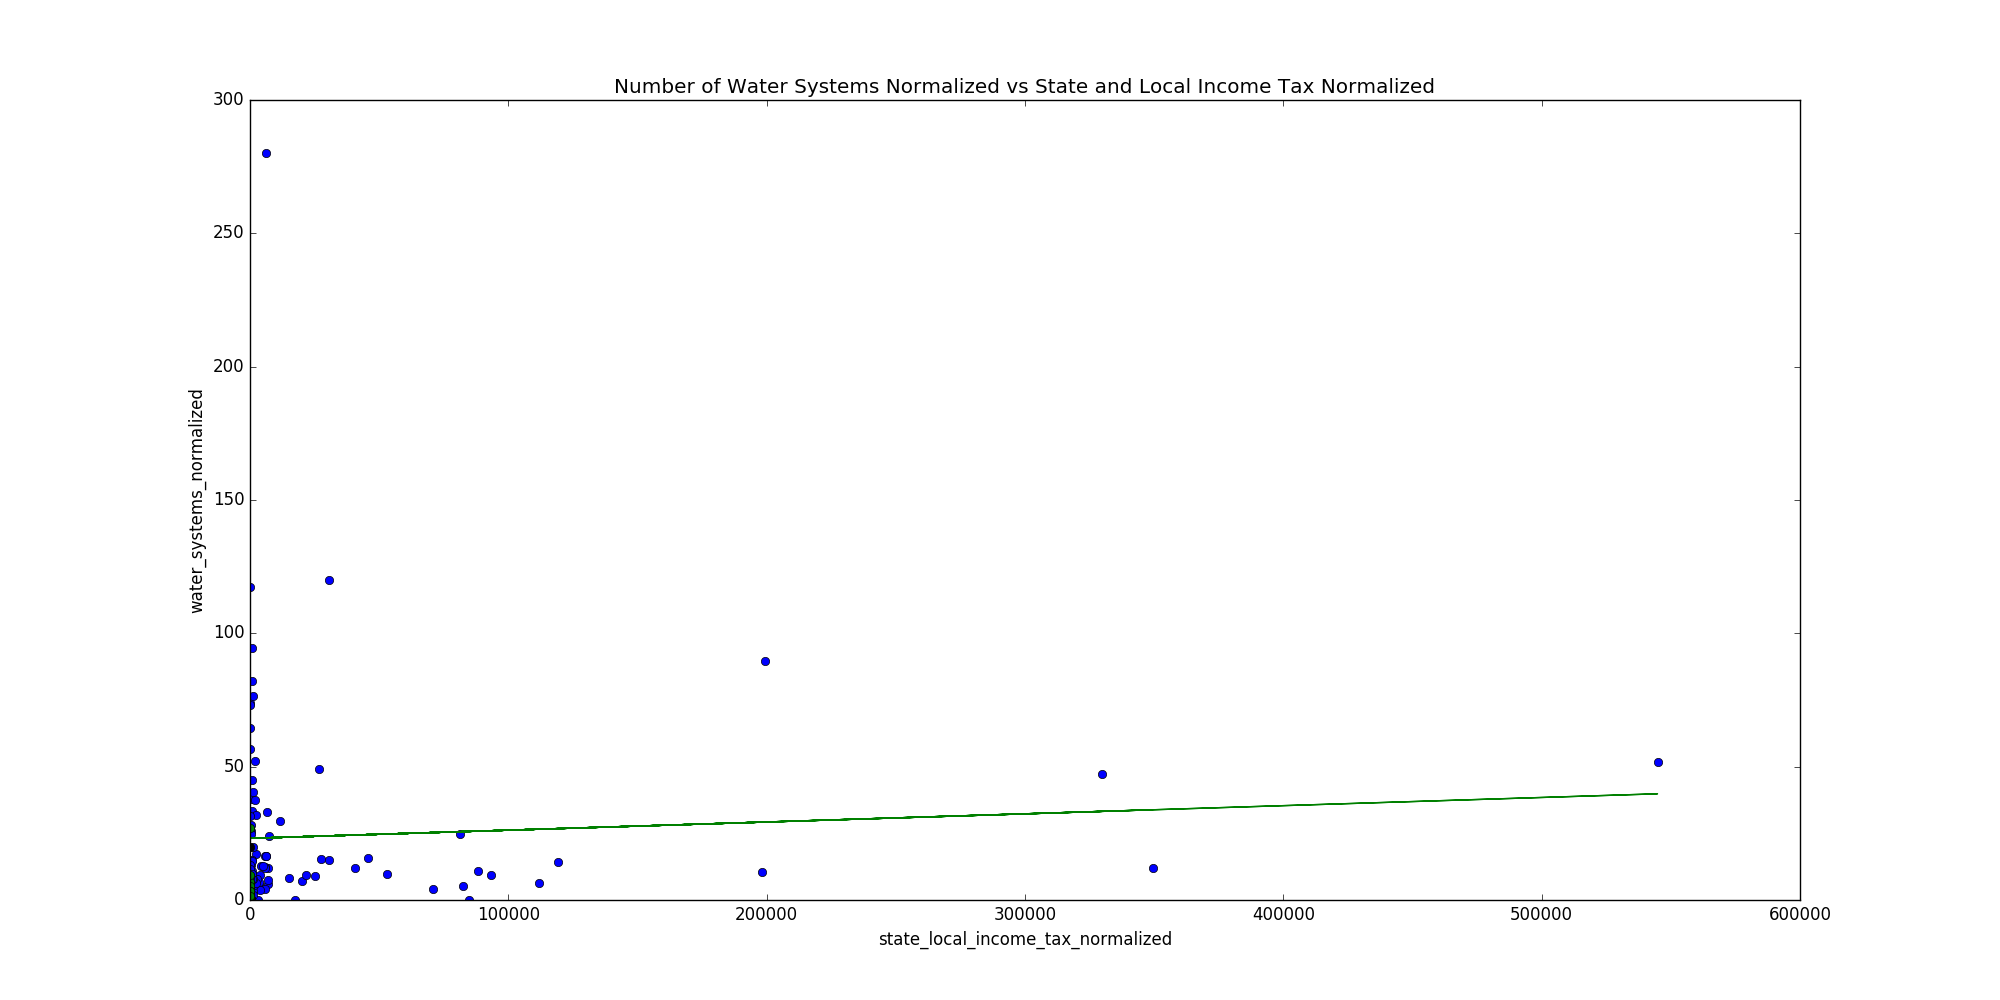 Number of Water Systems Normalized vs State and Local Income Tax Normalized
300
250
200
150
100
50
0
water_systems_normalized
0 100000 200000 300000 400000 500000 600000
state_local_income_tax_normalized